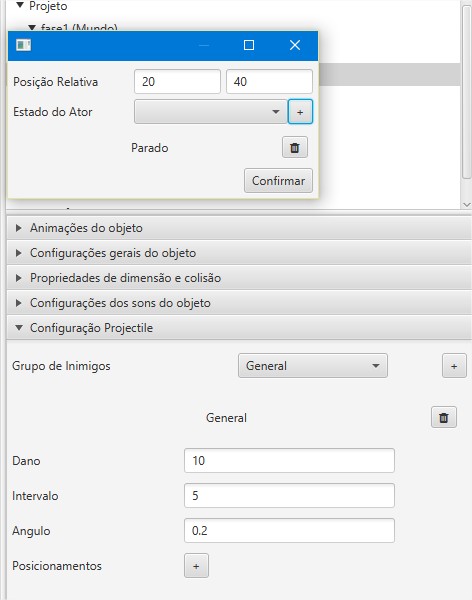 Projeto
fase1 (Mundo)
Posição Relativa 20 40
Estado do Ator +
Parado
Confirmar
Animações do objeto
Configurações gerais do objeto
Propriedades de dimensão e colisão
Configurações dos sons do objeto
Configuração Projectile
Grupo de Inimigos General +
General
Dano 10
Intervalo 5
Angulo 0.2
Posicionamentos +